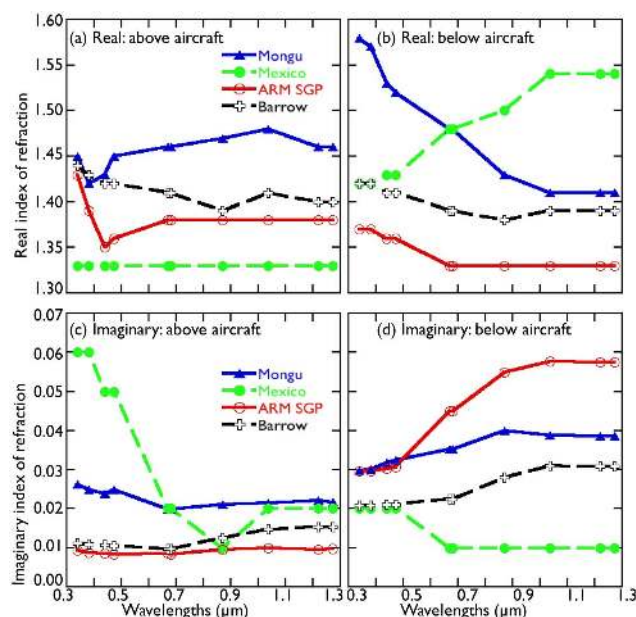 (a) Real: above aircraft
Mongu
Mexico
ARM SGP
Barrow
(b) Real: below aircraft
Real index of refraction
1.60
1.55
1.50
1.45
1.40
1.35
1.30
(c) Imaginary: above aircraft
Mongu
Mexico
ARM SGP
Barrow
(d) Imaginary: below aircraft
Imaginary index of refraction
0.07
0.06
0.05
0.04
0.03
0.02
0.01
0.00
0.3 0.5 0.7 0.9 1.1 1.3 0.5 0.7 0.9 1.1 1.3
Wavelengths (μm) Wavelengths (μm)